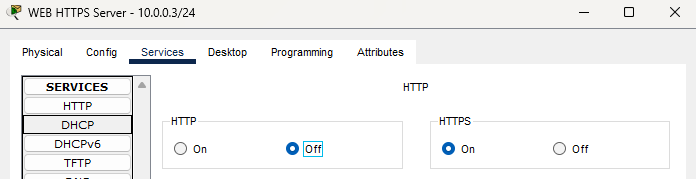 WEB HTTPS Server - 10.0.0.3/24
Physical Config Services Desktop Programming Attributes
SERVICES
HTTP
DHCP
DHCPv6
TFTP
HTTP
HTTP
On Off
HTTPS
On Off